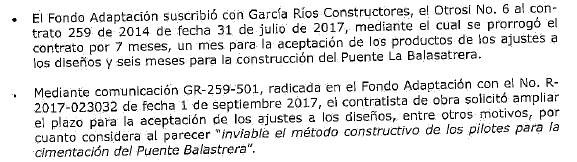 • El Fondo Adaptación suscribió con García Ríos Constructores, el Otrosí No. 6 al con-
trato 259 de 2014 de fecha 31 de julio de 2017, mediante el cual se prorrogó el
contrato por 7 meses, un mes para la aceptación de los productos de los ajustes a
los diseños y seis meses para la construcción del Puente La Balasatrera.
• Mediante comunicación GR-259-501, radicada en el Fondo Adaptación con el No. R-
2017-023032 de fecha 1 de septiembre 2017, el contratista de obra solicitó ampliar
el plazo para la aceptación de los ajustes a los diseños, entre otros motivos, por
cuanto considera al parecer "inviable el método constructivo de los pilotes para la
cimentación del Puente Balastrera".